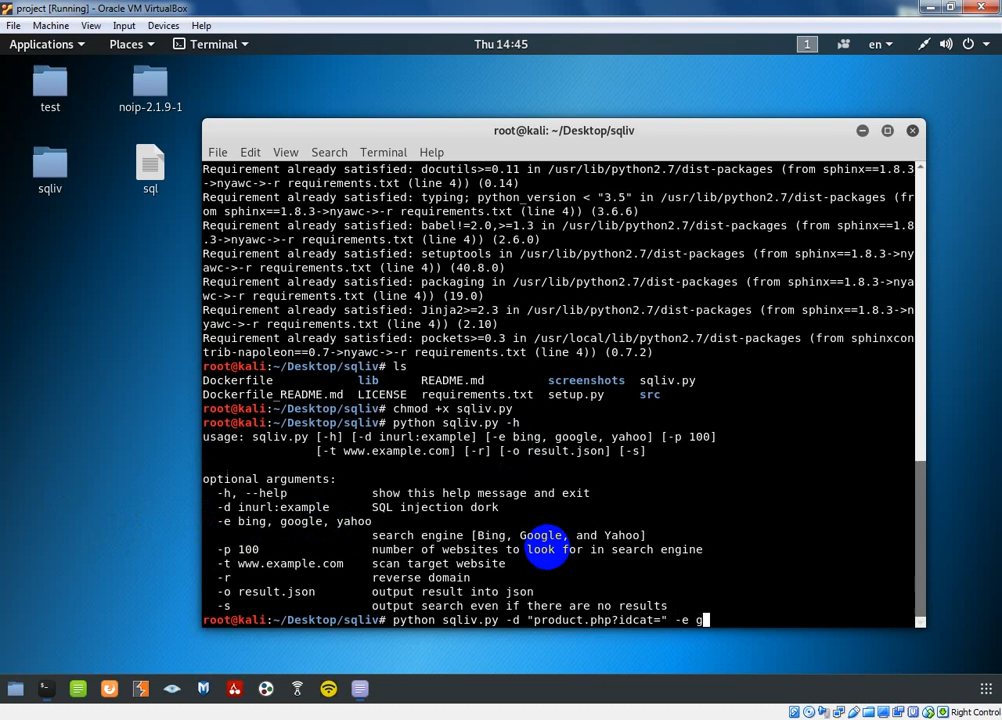 project [Running] - Oracle VM VirtualBox
File Machine View Input Devices Help
Applications Places Terminal Thu 14:45 1 en
test noip-2.1.9-1
sqliv sql
root@kali: ~/Desktop/sqliv
File Edit View Search Terminal Help
Requirement already satisfied: docutils>=0.11 in /usr/lib/python2.7/dist-packages (from sphinx==1.8.3
->nyawc->-r requirements.txt (line 4)) (0.14)
Requirement already satisfied: typing; python_version < "3.5" in /usr/lib/python2.7/dist-packages (fr
om sphinx==1.8.3->nyawc->-r requirements.txt (line 4)) (3.6.6)
Requirement already satisfied: babel!=2.0,>=1.3 in /usr/lib/python2.7/dist-packages (from sphinx==1.8
.3->nyawc->-r requirements.txt (line 4)) (2.6.0)
Requirement already satisfied: setuptools in /usr/lib/python2.7/dist-packages (from sphinx==1.8.3->ny
awc->-r requirements.txt (line 4)) (40.8.0)
Requirement already satisfied: packaging in /usr/lib/python2.7/dist-packages (from sphinx==1.8.3->nya
wc->-r requirements.txt (line 4)) (19.0)
Requirement already satisfied: Jinja2>=2.3 in /usr/lib/python2.7/dist-packages (from sphinx==1.8.3->n
yawc->-r requirements.txt (line 4)) (2.10)
Requirement already satisfied: pockets>=0.3 in /usr/local/lib/python2.7/dist-packages (from sphinxcon
trib-napoleon==0.7->nyawc->-r requirements.txt (line 4)) (0.7.2)
root@kali:~/Desktop/sqliv# ls
Dockerfile lib README.md screenshots sqliv.py
Dockerfile_README.md LICENSE requirements.txt setup.py src
root@kali:~/Desktop/sqliv# chmod +x sqliv.py
root@kali:~/Desktop/sqliv# python sqliv.py -h
usage: sqliv.py [-h] [-d inurl:example] [-e bing, google, yahoo] [-p 100]
[-t www.example.com] [-r] [-o result.json] [-s]
optional arguments:
-h, --help show this help message and exit
-d inurl:example SQL injection dork
-e bing, google, yahoo
search engine [Bing, Google, and Yahoo]
-p 100 number of websites to look for in search engine
-t www.example.com scan target website
-r reverse domain
-o result.json output result into json
-s output search even if there are no results
root@kali:~/Desktop/sqliv# python sqliv.py -d "product.php?idcat=" -e g
Right Control